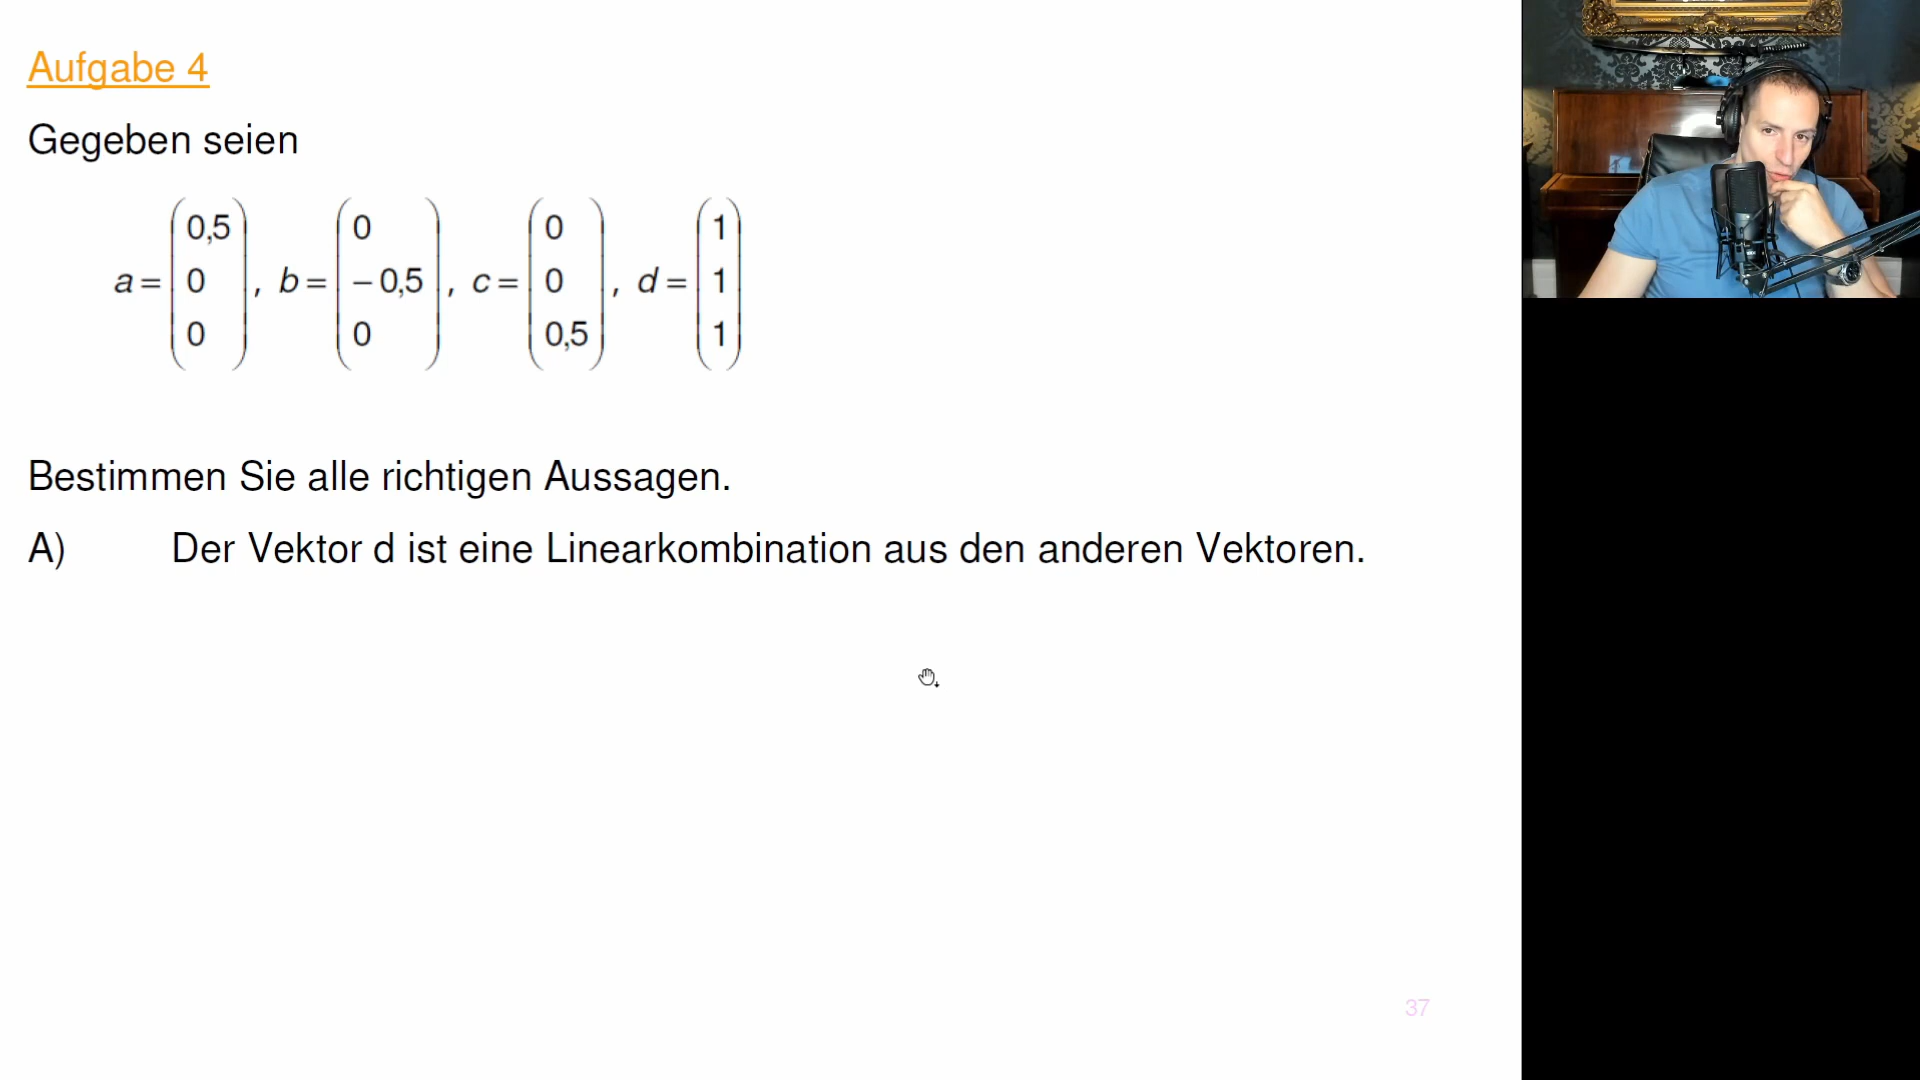 Aufgabe 4
Gegeben seien
a = (0,5 0 0), b = (0 −0,5 0), c = (0 0 0,5), d = (1 1 1)
Bestimmen Sie alle richtigen Aussagen.
A) Der Vektor d ist eine Linearkombination aus den anderen Vektoren.
37